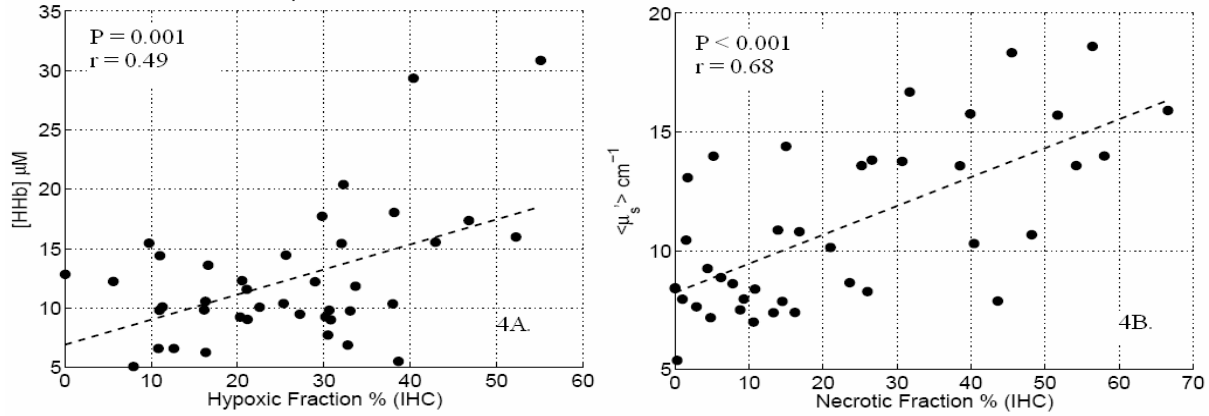 P = 0.001
r = 0.49
35
30
25
20
15
10
5
[HHb] μM
0 10 20 30 40 50 60
Hypoxic Fraction % (IHC)
4A.
P < 0.001
r = 0.68
20
15
10
5
<μs'> cm−1
0 10 20 30 40 50 60 70
Necrotic Fraction % (IHC)
4B.